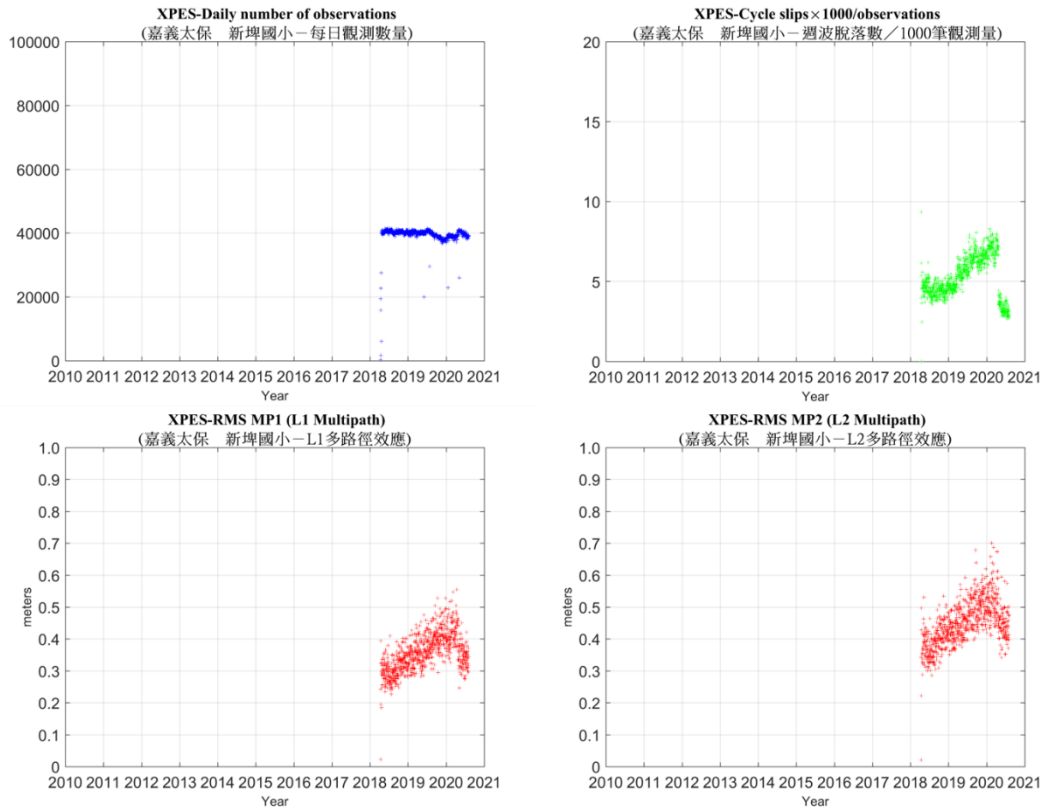 XPES-Daily number of observations
(嘉義太保　新埤國小－每日觀測數量)
100000
80000
60000
40000
20000
0
2010 2011 2012 2013 2014 2015 2016 2017 2018 2019 2020 2021
Year
XPES-Cycle slips×1000/observations
(嘉義太保　新埤國小－週波脫落數／1000筆觀測量)
20
15
10
5
0
2010 2011 2012 2013 2014 2015 2016 2017 2018 2019 2020 2021
Year
XPES-RMS MP1 (L1 Multipath)
(嘉義太保　新埤國小－L1多路徑效應)
meters
1.0
0.9
0.8
0.7
0.6
0.5
0.4
0.3
0.2
0.1
0
2010 2011 2012 2013 2014 2015 2016 2017 2018 2019 2020 2021
Year
XPES-RMS MP2 (L2 Multipath)
(嘉義太保　新埤國小－L2多路徑效應)
meters
1.0
0.9
0.8
0.7
0.6
0.5
0.4
0.3
0.2
0.1
0
2010 2011 2012 2013 2014 2015 2016 2017 2018 2019 2020 2021
Year